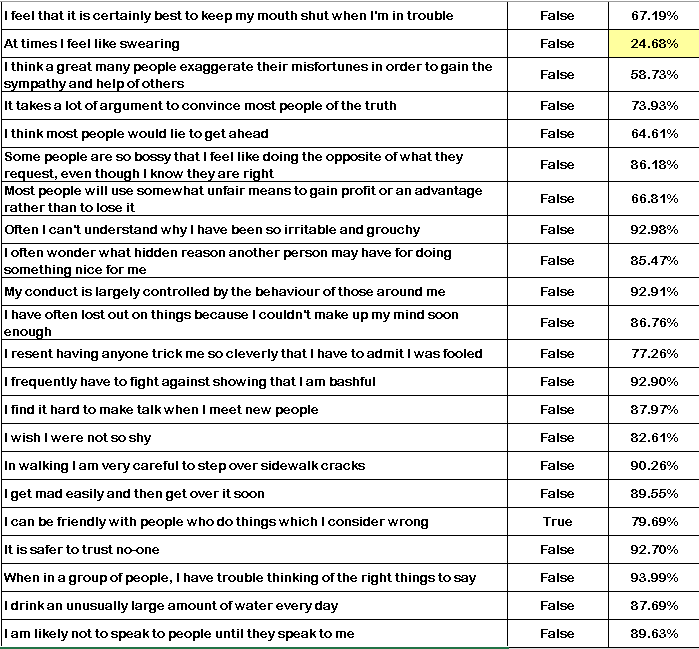 I feel that it is certainly best to keep my mouth shut when I'm in trouble False 67.19%
At times I feel like swearing False 24.68%
I think a great many people exaggerate their misfortunes in order to gain the
sympathy and help of others False 58.73%
It takes a lot of argument to convince most people of the truth False 73.93%
I think most people would lie to get ahead False 64.61%
Some people are so bossy that I feel like doing the opposite of what they
request, even though I know they are right False 86.18%
Most people will use somewhat unfair means to gain profit or an advantage
rather than to lose it False 66.81%
Often I can't understand why I have been so irritable and grouchy False 92.98%
I often wonder what hidden reason another person may have for doing
something nice for me False 85.47%
My conduct is largely controlled by the behaviour of those around me False 92.91%
I have often lost out on things because I couldn't make up my mind soon
enough False 86.76%
I resent having anyone trick me so cleverly that I have to admit I was fooled False 77.26%
I frequently have to fight against showing that I am bashful False 92.90%
I find it hard to make talk when I meet new people False 87.97%
I wish I were not so shy False 82.61%
In walking I am very careful to step over sidewalk cracks False 90.26%
I get mad easily and then get over it soon False 89.55%
I can be friendly with people who do things which I consider wrong True 79.69%
It is safer to trust no-one False 92.70%
When in a group of people, I have trouble thinking of the right things to say False 93.99%
I drink an unusually large amount of water every day False 87.69%
I am likely not to speak to people until they speak to me False 89.63%